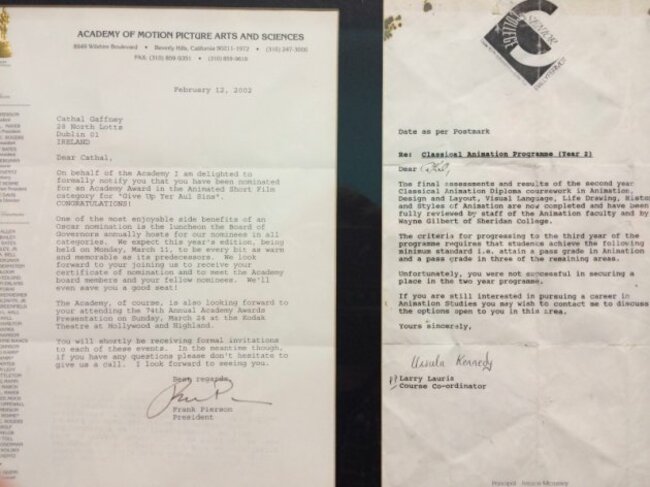 ACADEMY OF MOTION PICTURE ARTS AND SCIENCES
8949 Wilshire Boulevard • Beverly Hills, California 90211-1972 • (310) 247-3000
FAX (310) 859-9351 • (310) 859-9619
February 12, 2002
Cathal Gaffney
28 North Lotts
Dublin 01
IRELAND
Dear Cathal,
On behalf of the Academy I am delighted to
formally notify you that you have been nominated
for an Academy Award in the Animated Short Film
category for "Give Up Yer Aul Sins".
CONGRATULATIONS!
One of the most enjoyable side benefits of an
Oscar nomination is the luncheon the Board of
Governors annually hosts for our nominees in all
categories. We expect this year's edition, being
held on Monday, March 11, to be every bit as warm
and memorable as its predecessors. We look
forward to your joining us to receive your
certificate of nomination and to meet the Academy
board members and your fellow nominees. We'll
even save you a good seat!
The Academy, of course, is also looking forward to
your attending the 74th Annual Academy Awards
Presentation on Sunday, March 24 at the Kodak
Theatre at Hollywood and Highland.
You will shortly be receiving formal invitations
to each of these events. In the meantime though,
if you have any questions please don't hesitate to
give us a call. I look forward to seeing you.
Best regards,
Frank Pierson
President
SENIOR
COLLEGE
BALLYFERMOT
Date as per Postmark
Re: Classical Animation Programme (Year 2)
Dear Cathal,
The final assessments and results of the second year
Classical Animation Diploma coursework in Animation,
Design and Layout, Visual Language, Life Drawing, Histor
and Styles of Animation are now completed and have been
fully reviewed by staff of the Animation faculty and by
Wayne Gilbert of Sheridan College.
The criteria for progressing to the third year of the
programme requires that students achieve the following
minimum standard i.e. attain a pass grade in Animation
and a pass grade in three of the remaining areas.
Unfortunately, you were not successful in securing a
place in the two year programme.
If you are still interested in pursuing a career in
Animation Studies you may wish to contact me to discuss
the options open to you in this area.
Yours sincerely,
Ursula Kennedy
pp Larry Lauris
Course Co-ordinator